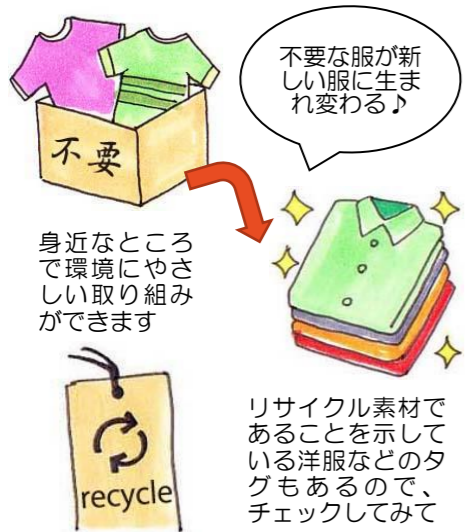 不要な服が新
しい服に生ま
れ変わる♪
不要
身近なところ
で環境にやさ
しい取り組み
ができます
recycle
リサイクル素材で
あることを示して
いる洋服などのタ
グもあるので、
チェックしてみて